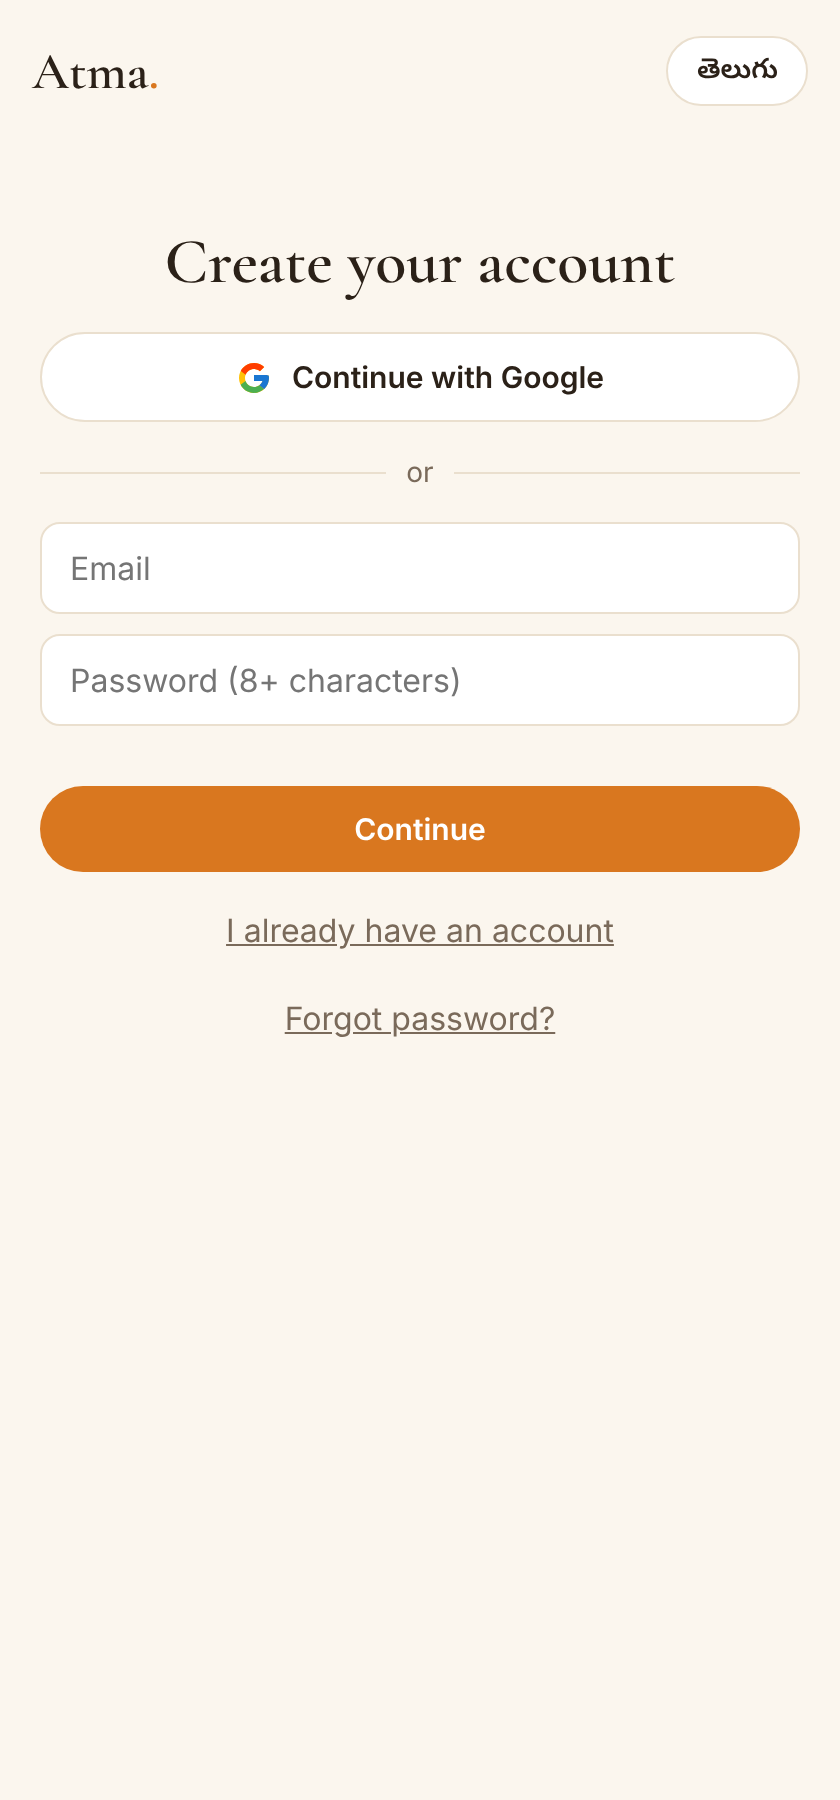 Atma.
తెలుగు
Create your account
Continue with Google
or
Email
Password (8+ characters)
Continue
I already have an account
Forgot password?